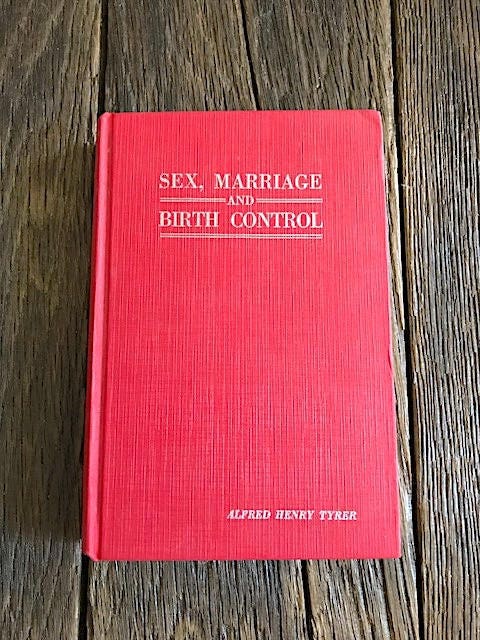 SEX, MARRIAGE
AND
BIRTH CONTROL
ALFRED HENRY TYRER